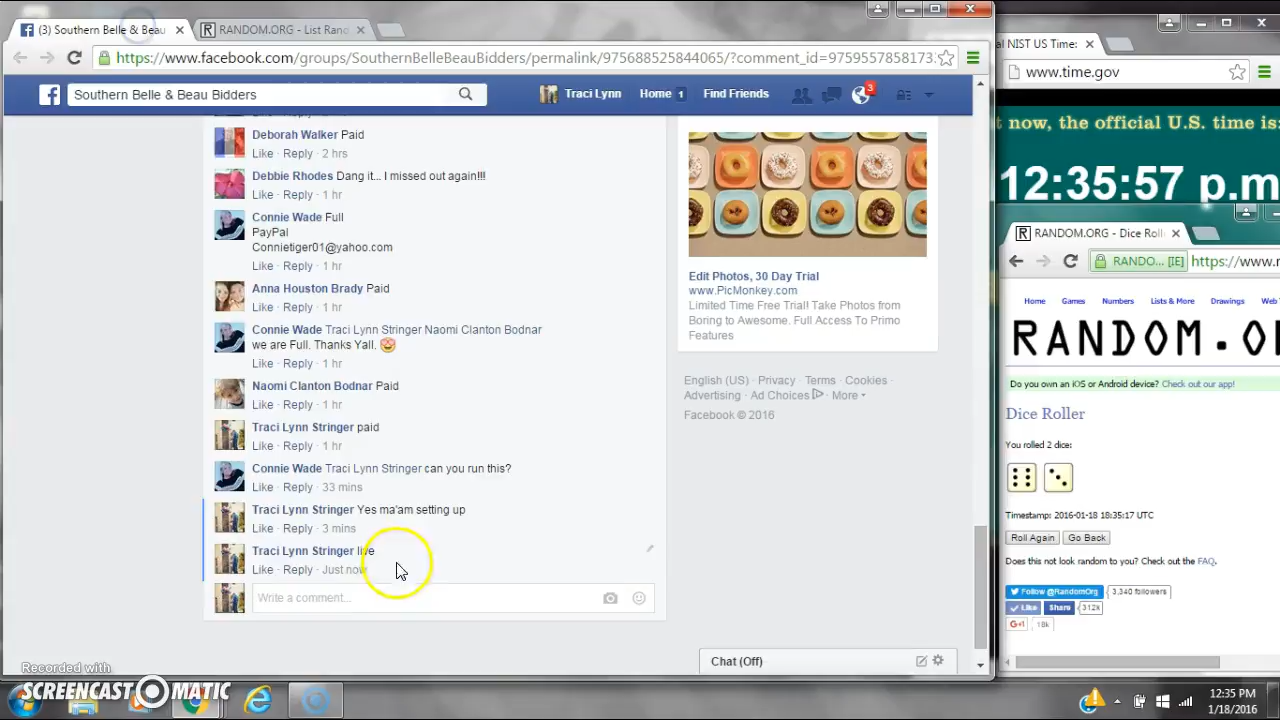 (3) Southern Belle & Beau
RANDOM.ORG - List Rand
https://www.facebook.com/groups/SouthernBelleBeauBidders/permalink/975688525844065/?comment_id=9759557858173
Southern Belle & Beau Bidders
Traci Lynn
Home 1
Find Friends
3
Deborah Walker Paid
Like · Reply · 2 hrs
Debbie Rhodes Dang it... I missed out again!!!
Like · Reply · 1 hr
Connie Wade Full
PayPal
Connietiger01@yahoo.com
Like · Reply · 1 hr
Anna Houston Brady Paid
Like · Reply · 1 hr
Connie Wade Traci Lynn Stringer Naomi Clanton Bodnar
we are Full. Thanks Yall.
Like · Reply · 1 hr
Naomi Clanton Bodnar Paid
Like · Reply · 1 hr
Traci Lynn Stringer paid
Like · Reply · 1 hr
Connie Wade Traci Lynn Stringer can you run this?
Like · Reply · 33 mins
Traci Lynn Stringer Yes ma'am setting up
Like · Reply · 3 mins
Traci Lynn Stringer live
Like · Reply · Just now
Write a comment...
Edit Photos, 30 Day Trial
www.PicMonkey.com
Limited Time Free Trial! Take Photos from
Boring to Awesome. Full Access To Primo
Features
English (US) · Privacy · Terms · Cookies ·
Advertising · Ad Choices · More
Facebook © 2016
Chat (Off)
al NIST US Time:
www.time.gov
t now, the official U.S. time is:
12:35:57 p.m
RANDOM.ORG - Dice Roll
RANDO... [IE]
https://www.r
Home Games Numbers Lists & More Drawings Web
RANDOM.O
Do you own an iOS or Android device? Check out our app!
Dice Roller
You rolled 2 dice:
Timestamp: 2016-01-18 18:35:17 UTC
Roll Again Go Back
Does this not look random to you? Check out the FAQ.
Follow @RandomOrg 3,340 followers
Like Share 312k
G+1 18k
Recorded with
SCREENCAST-O-MATIC
12:35 PM
1/18/2016